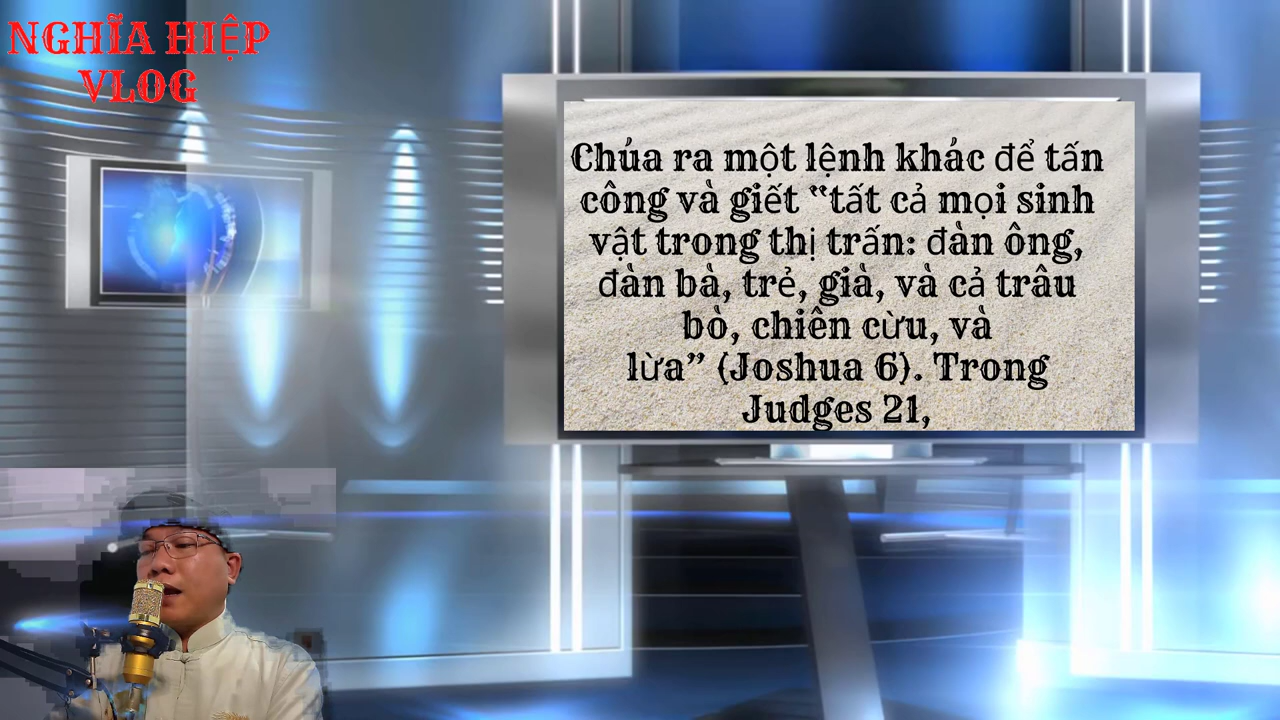 NGHĨA HIỆP
VLOG
Chúa ra một lệnh khác để tấn
công và giết “tất cả mọi sinh
vật trong thị trấn: đàn ông,
đàn bà, trẻ, già, và cả trâu
bò, chiên cừu, và
lừa” (Joshua 6). Trong
Judges 21,